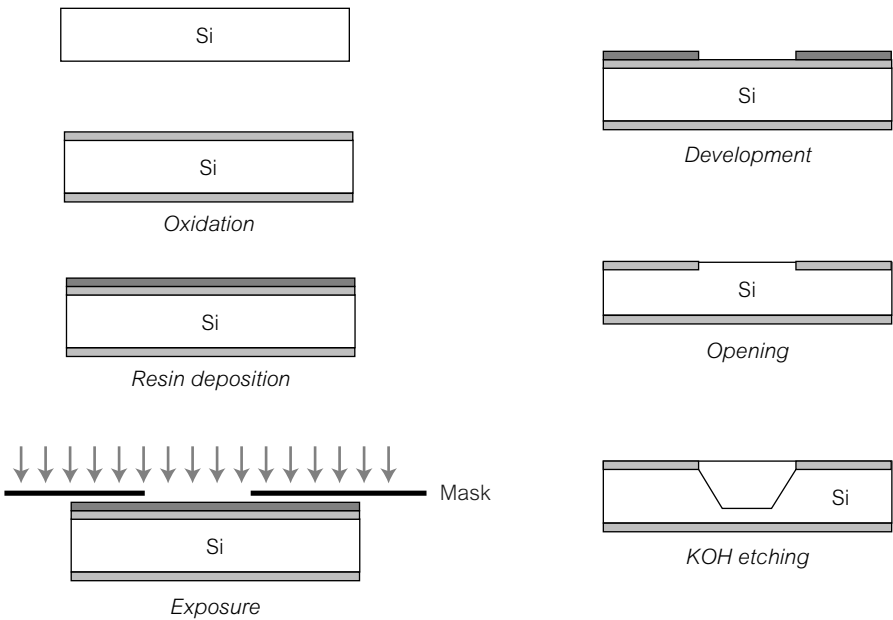 Si
Si
Oxidation
Si
Resin deposition
Mask
Si
Exposure
Si
Development
Si
Opening
Si
KOH etching